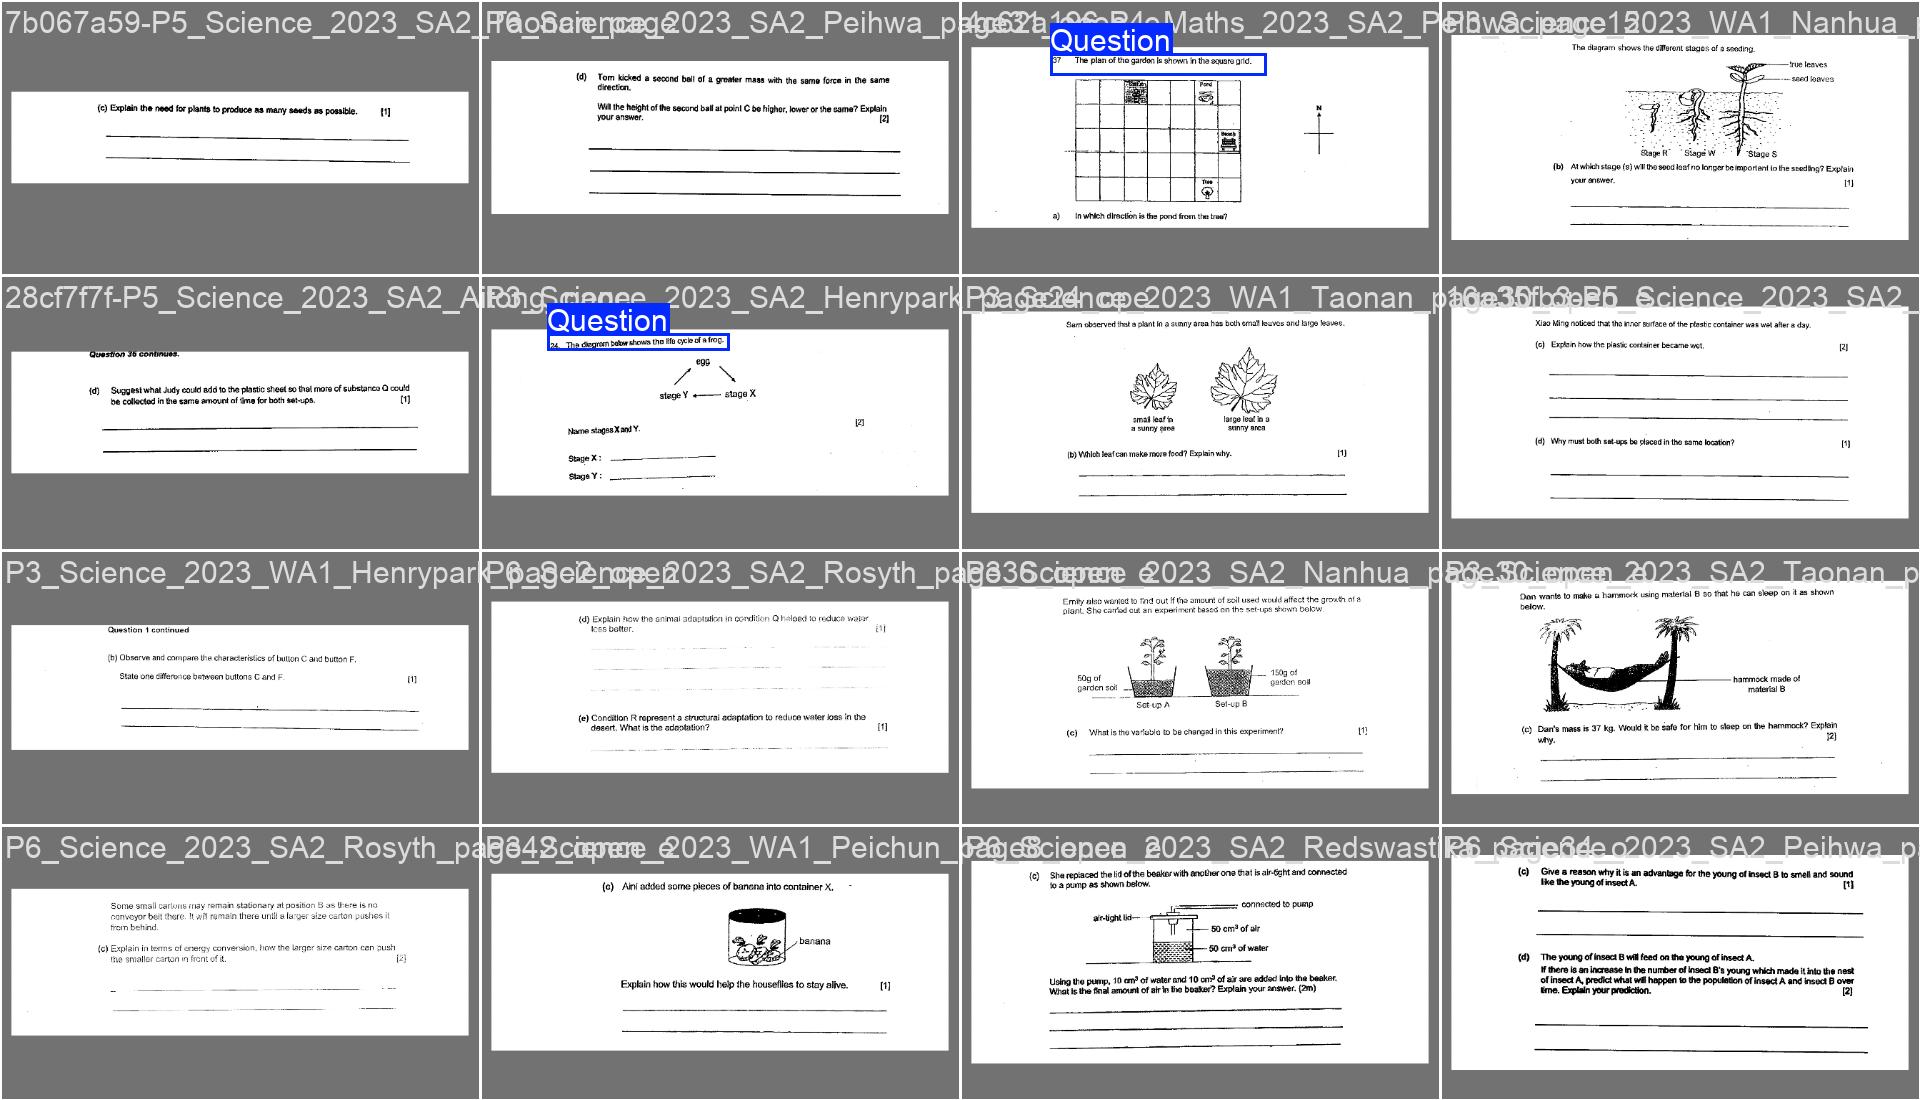 7b067a59-P5_Science_2023_SA2_Taonan_page
(c) Explain the need for plants to produce as many seeds as possible. [1]
P6_Science_2023_SA2_Peihwa_page
(d) Tom kicked a second ball of a greater mass with the same force in the same
direction.
Will the height of the second ball at point C be higher, lower or the same? Explain
your answer. [2]
P4_Maths_2023_SA2_Peihwa_page15
Question
37 The plan of the garden is shown in the square grid.
Pond
Tree
N
a) In which direction is the pond from the tree?
P3_Science_2023_WA1_Nanhua_p
The diagram shows the different stages of a seeding.
true leaves
seed leaves
Stage R Stage W Stage S
(b) At which stage (s) will the seed leaf no longer be important to the seedling? Explain
your answer. [1]
28cf7f7f-P5_Science_2023_SA2_Aitong_page
Question 36 continues.
(d) Suggest what Judy could add to the plastic sheet so that more of substance Q could
be collected in the same amount of time for both set-ups. [1]
P3_Science_2023_SA2_Henrypark_page24_ope
Question
24. The diagram below shows the life cycle of a frog.
egg
stage Y stage X
[2]
Name stages X and Y.
Stage X :
Stage Y :
P3_Science_2023_WA1_Taonan_page
Sam observed that a plant in a sunny area has both small leaves and large leaves.
small leaf in
a sunny area
large leaf in a
sunny area
(b) Which leaf can make more food? Explain why. [1]
P5_Science_2023_SA2_
Xiao Ming noticed that the inner surface of the plastic container was wet after a day.
(c) Explain how the plastic container became wet. [2]
(d) Why must both set-ups be placed in the same location? [1]
P3_Science_2023_WA1_Henrypark_page2_open
Question 1 continued
(b) Observe and compare the characteristics of button C and button F.
State one difference between buttons C and F. [1]
P6_Science_2023_SA2_Rosyth_page36_open_e
(d) Explain how the animal adaptation in condition Q helped to reduce water
loss better. [1]
(e) Condition R represent a structural adaptation to reduce water loss in the
desert. What is the adaptation? [1]
P3_Science_2023_SA2_Nanhua_page30_open_e
Emily also wanted to find out if the amount of soil used would affect the growth of a
plant. She carried out an experiment based on the set-ups shown below.
50g of
garden soil
150g of
garden soil
Set-up A Set-up B
(c) What is the variable to be changed in this experiment? [1]
P3_Science_2023_SA2_Taonan_p
Dan wants to make a hammock using material B so that he can sleep on it as shown
below.
hammock made of
material B
(c) Dan's mass is 37 kg. Would it be safe for him to sleep on the hammock? Explain
why. [2]
P6_Science_2023_SA2_Rosyth_page42_open_e
Some small cartons may remain stationary at position B as there is no
conveyor belt there. It will remain there until a larger size carton pushes it
from behind.
(c) Explain in terms of energy conversion, how the larger size carton can push
the smaller carton in front of it. [2]
P3_Science_2023_WA1_Peichun_page8_open_e
(c) Aini added some pieces of banana into container X.
banana
Explain how this would help the houseflies to stay alive. [1]
P6_Science_2023_SA2_Redswastika_page34_o
(c) She replaced the lid of the beaker with another one that is air-tight and connected
to a pump as shown below.
connected to pump
air-tight lid
50 cm³ of air
50 cm³ of water
Using the pump, 10 cm³ of water and 10 cm³ of air are added into the beaker.
What is the final amount of air in the beaker? Explain your answer. (2m)
P6_Science_2023_SA2_Peihwa_pa
(c) Give a reason why it is an advantage for the young of insect B to smell and sound
like the young of insect A. [1]
(d) The young of insect B will feed on the young of insect A.
If there is an increase in the number of insect B's young which made it into the nest
of insect A, predict what will happen to the population of insect A and insect B over
time. Explain your prediction. [2]